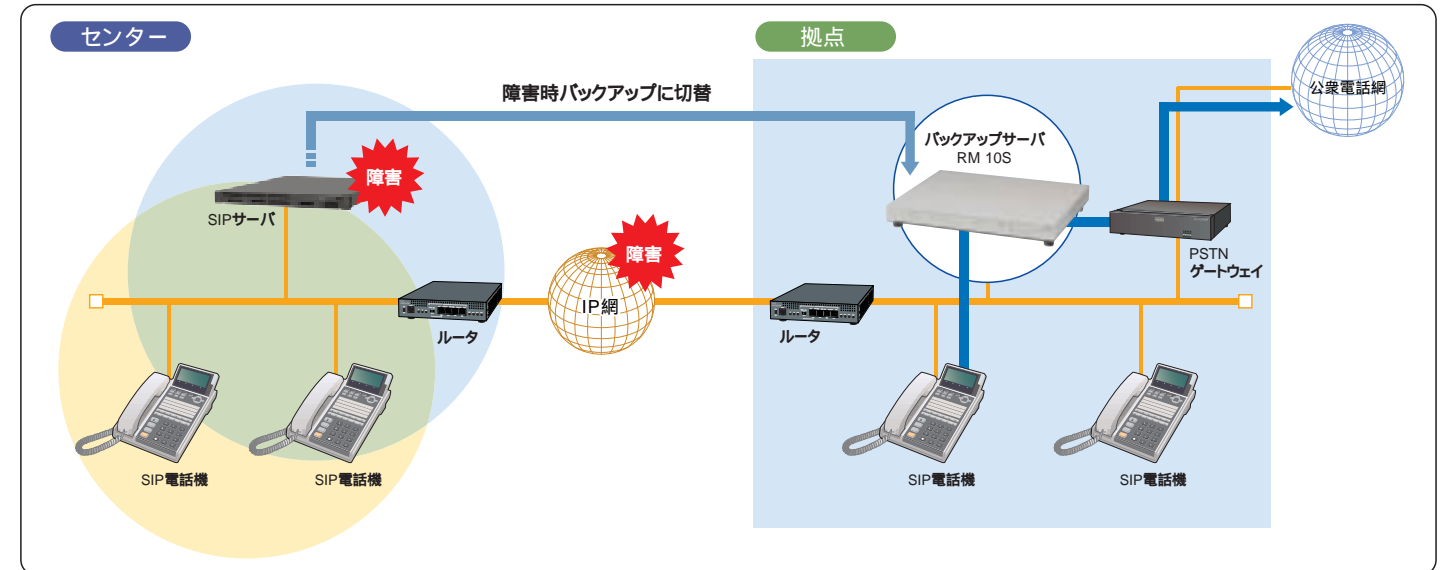 センター
拠点
公衆電話網
障害時バックアップに切替
バックアップサーバ
RM 10S
障害
SIPサーバ
PSTN
ゲートウェイ
障害
IP網
ルータ
ルータ
SIP電話機
SIP電話機
SIP電話機
SIP電話機